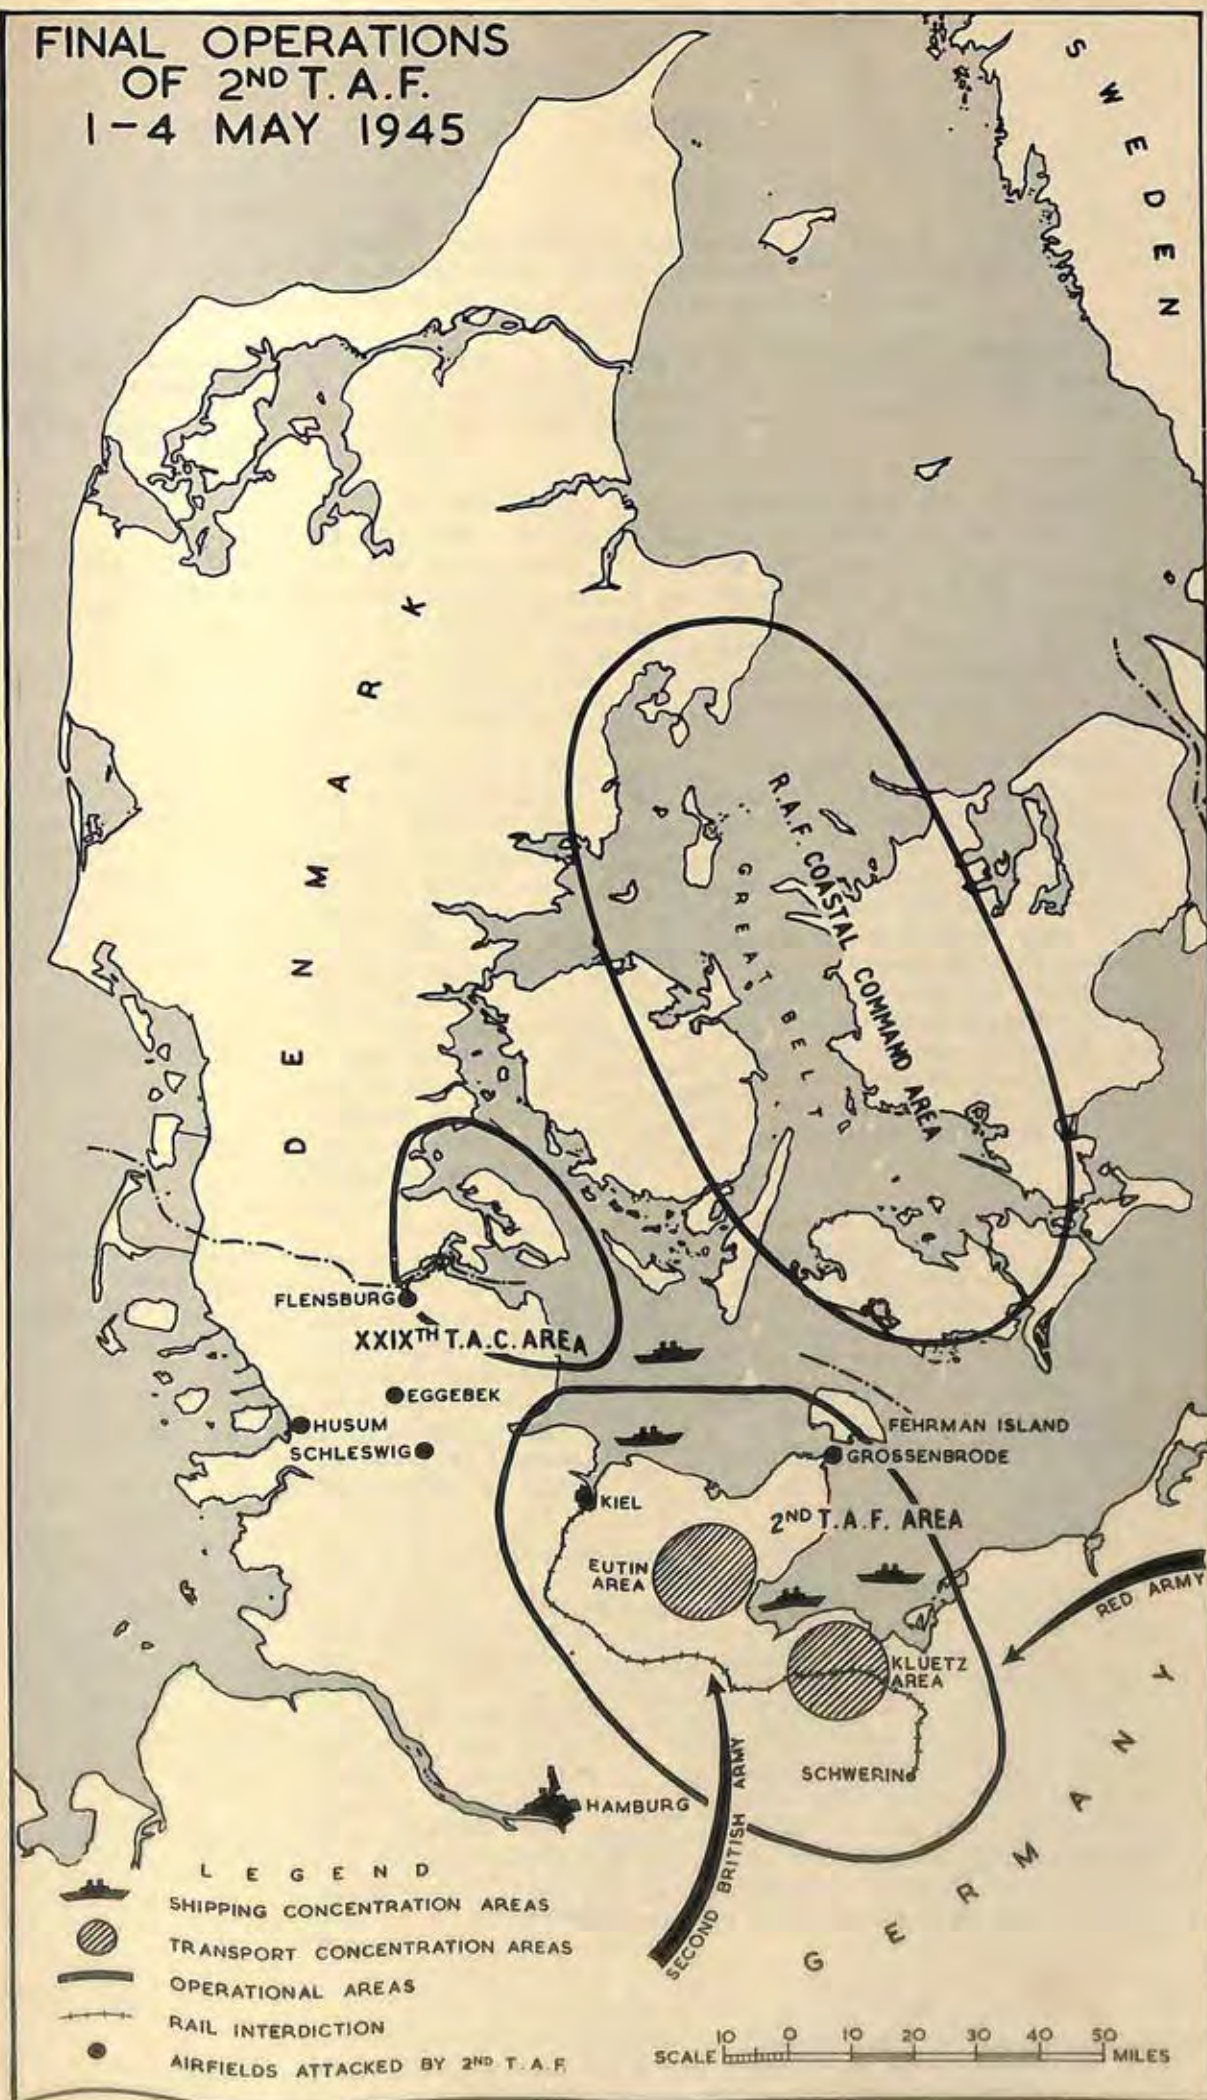 FINAL OPERATIONS
OF 2ND T.A.F.
1-4 MAY 1945
SWEDEN
DENMARK
R.A.F. COASTAL COMMAND AREA
GREAT BELT
FLENSBURG
XXIXTH T.A.C. AREA
EGGEBEK
HUSUM
SCHLESWIG
FEHRMAN ISLAND
GROSSENBRODE
KIEL
2ND T.A.F. AREA
EUTIN
AREA
RED ARMY
KLUETZ
AREA
SCHWERIN
HAMBURG
SECOND BRITISH ARMY
GERMANY
LEGEND
SHIPPING CONCENTRATION AREAS
TRANSPORT CONCENTRATION AREAS
OPERATIONAL AREAS
RAIL INTERDICTION
AIRFIELDS ATTACKED BY 2ND T.A.F.
10 0 10 20 30 40 50
SCALE MILES